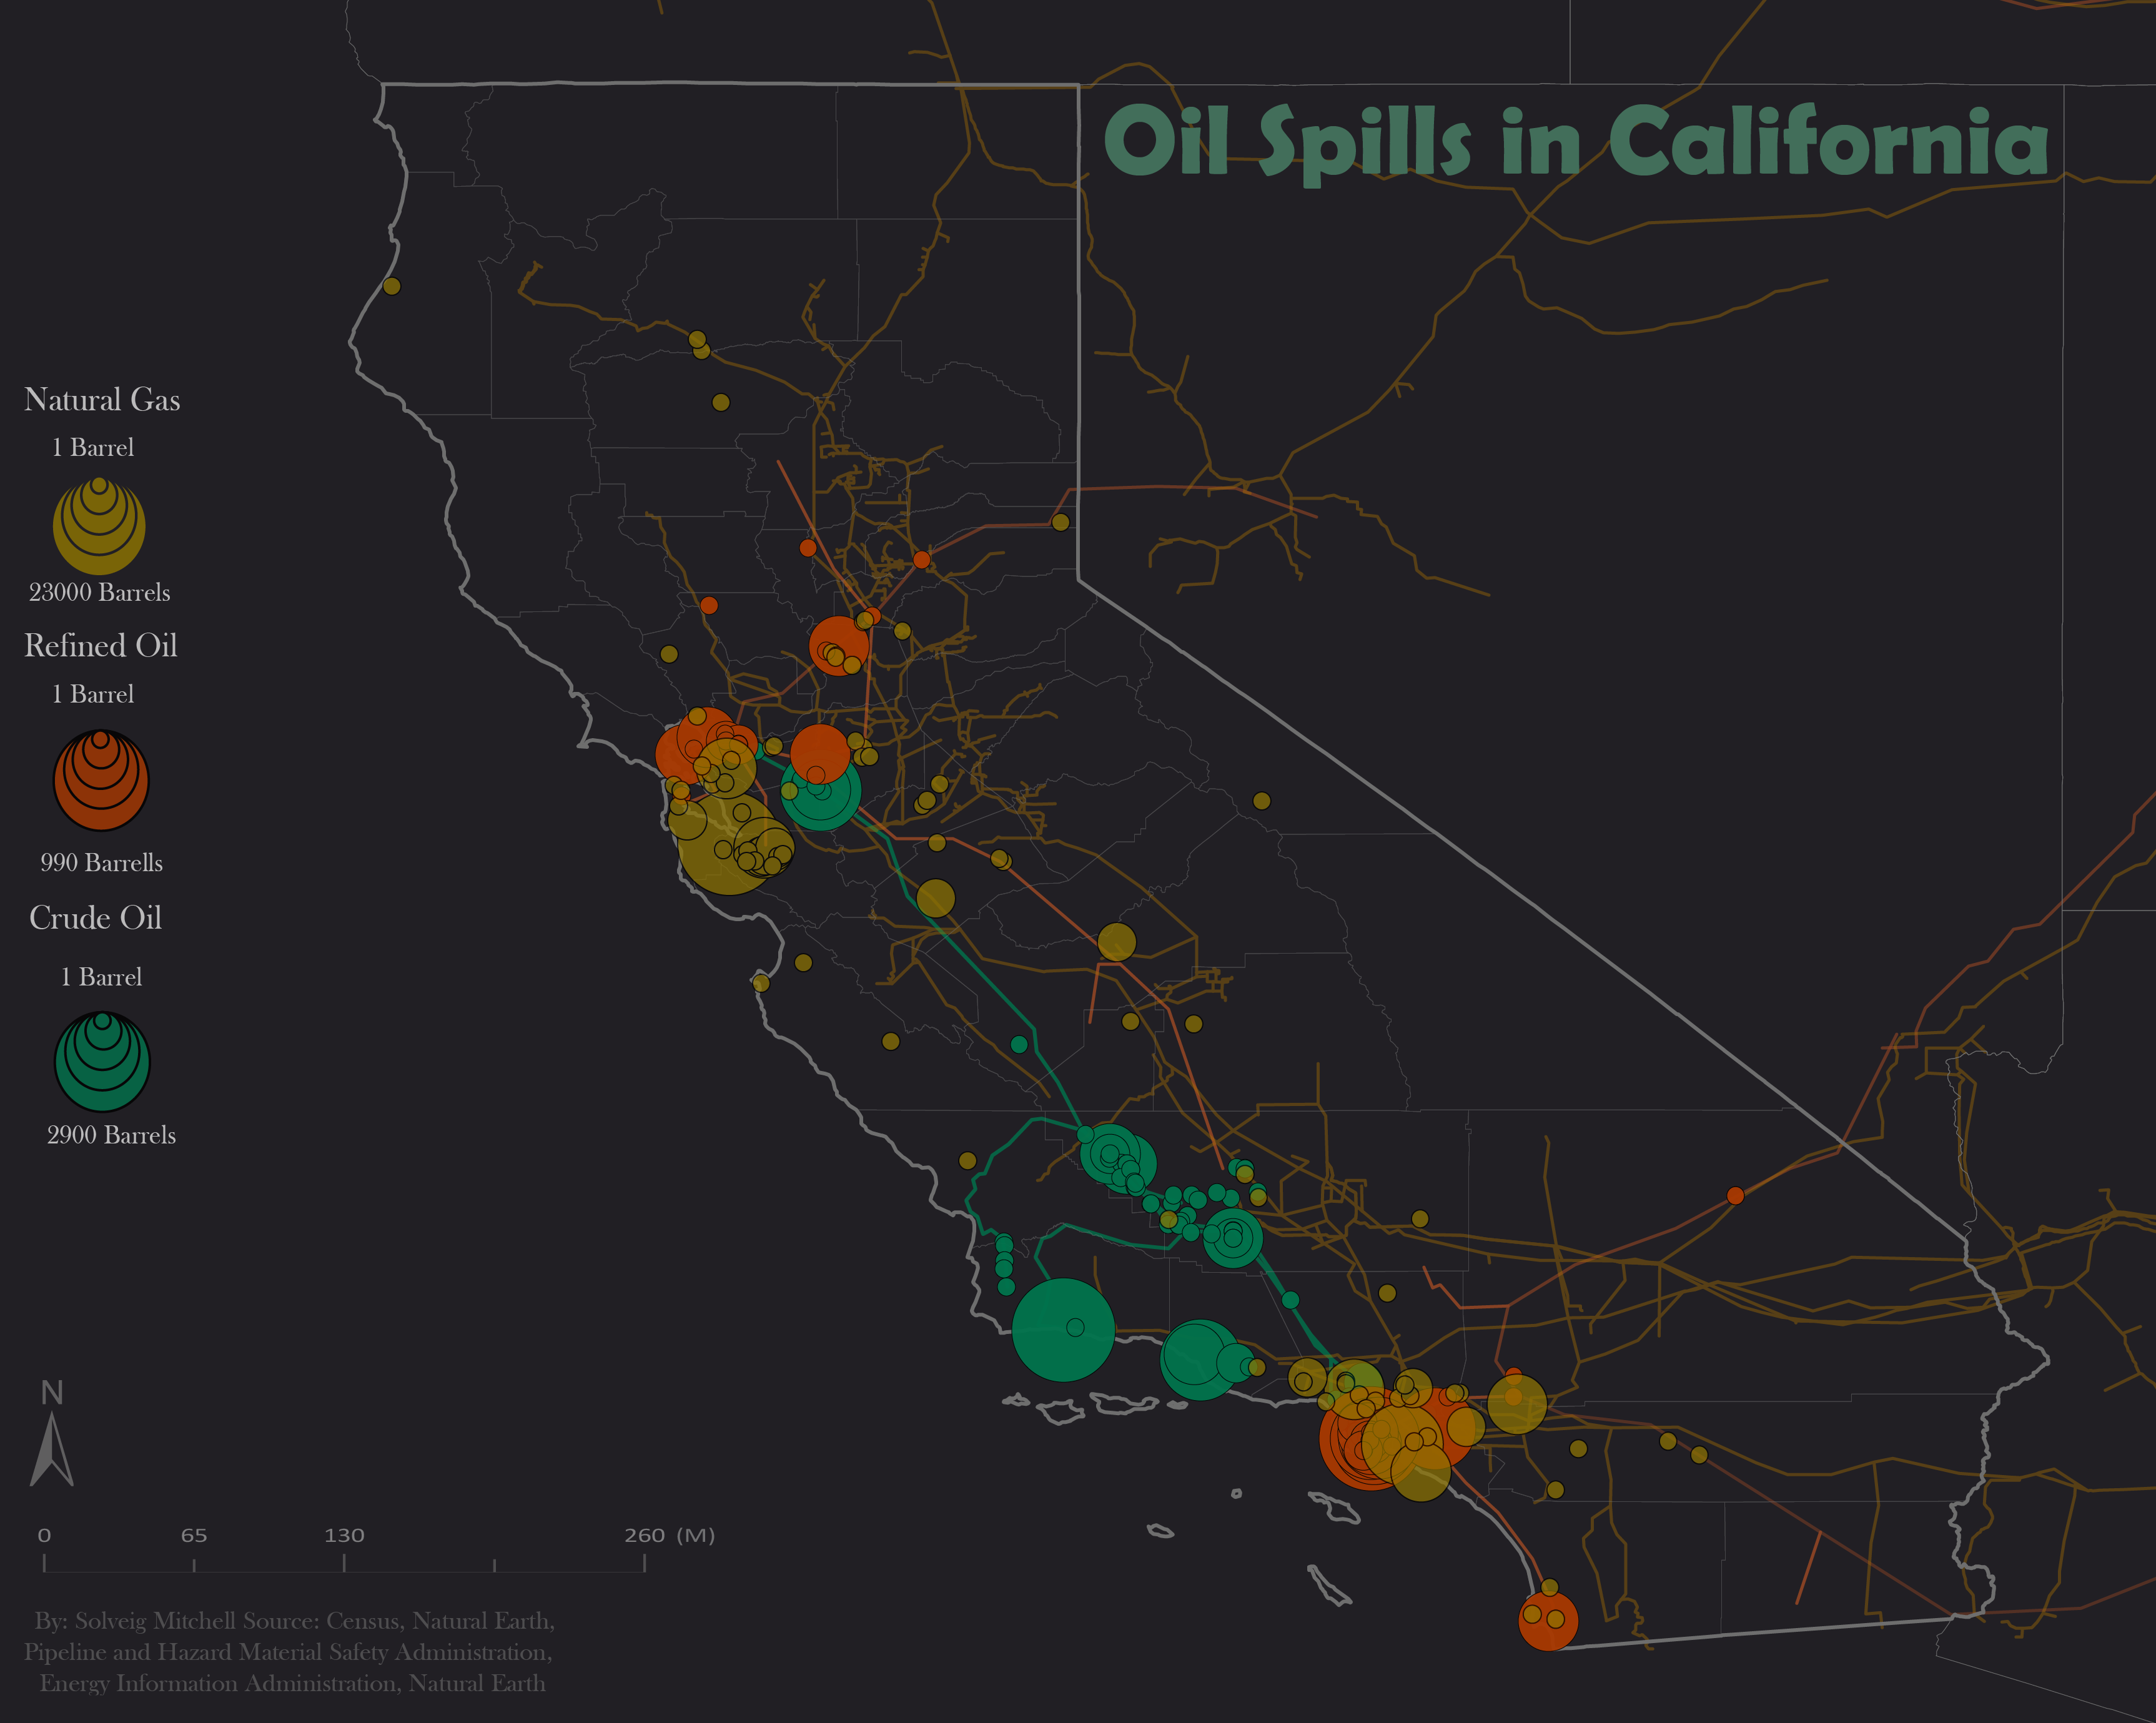 Oil Spills in California
Natural Gas
1 Barrel
23000 Barrels
Refined Oil
1 Barrel
990 Barrells
Crude Oil
1 Barrel
2900 Barrels
N
0 65 130 260 (M)
By: Solveig Mitchell Source: Census, Natural Earth,
Pipeline and Hazard Material Safety Administration,
Energy Information Administration, Natural Earth